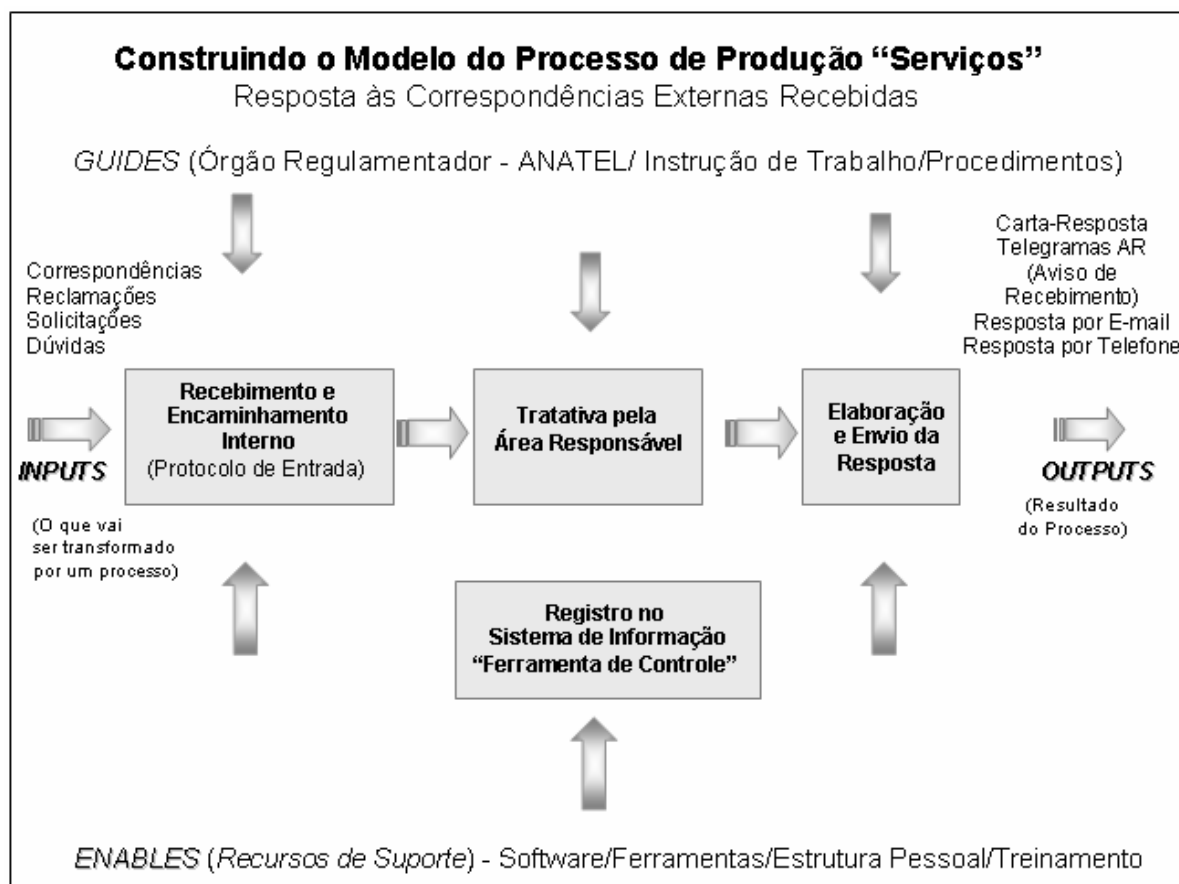 Construindo o Modelo do Processo de Produção “Serviços”
Resposta às Correspondências Externas Recebidas
GUIDES (Órgão Regulamentador - ANATEL/ Instrução de Trabalho/Procedimentos)
Correspondências
Reclamações
Solicitações
Dúvidas
Carta-Resposta
Telegramas AR
(Aviso de
Recebimento)
Resposta por E-mail
Resposta por Telefone
INPUTS
(O que vai
ser transformado
por um processo)
Recebimento e
Encaminhamento
Interno
(Protocolo de Entrada)
Tratativa pela
Área Responsável
Elaboração
e Envio da
Resposta
OUTPUTS
(Resultado
do Processo)
Registro no
Sistema de Informação
“Ferramenta de Controle”
ENABLES (Recursos de Suporte) - Software/Ferramentas/Estrutura Pessoal/Treinamento